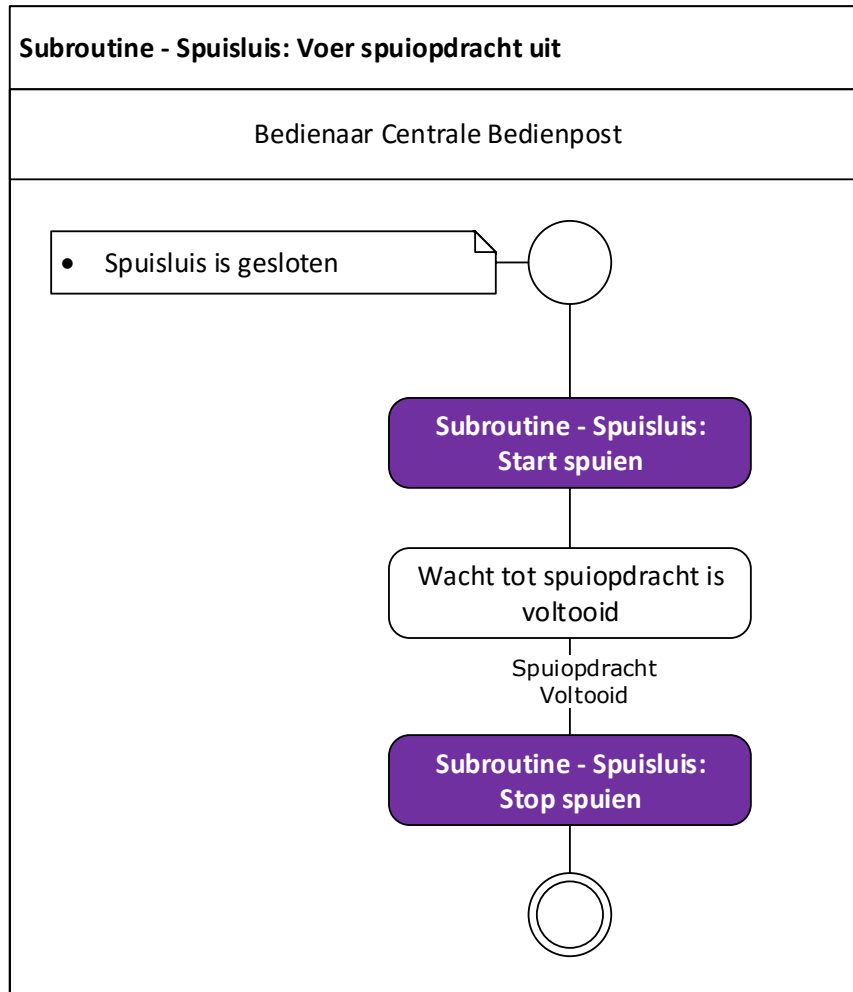 Subroutine - Spuisluis: Voer spuiopdracht uit
Bedienaar Centrale Bedienpost
• Spuisluis is gesloten
Subroutine - Spuisluis:
Start spuien
Wacht tot spuiopdracht is
voltooid
Spuiopdracht
Voltooid
Subroutine - Spuisluis:
Stop spuien